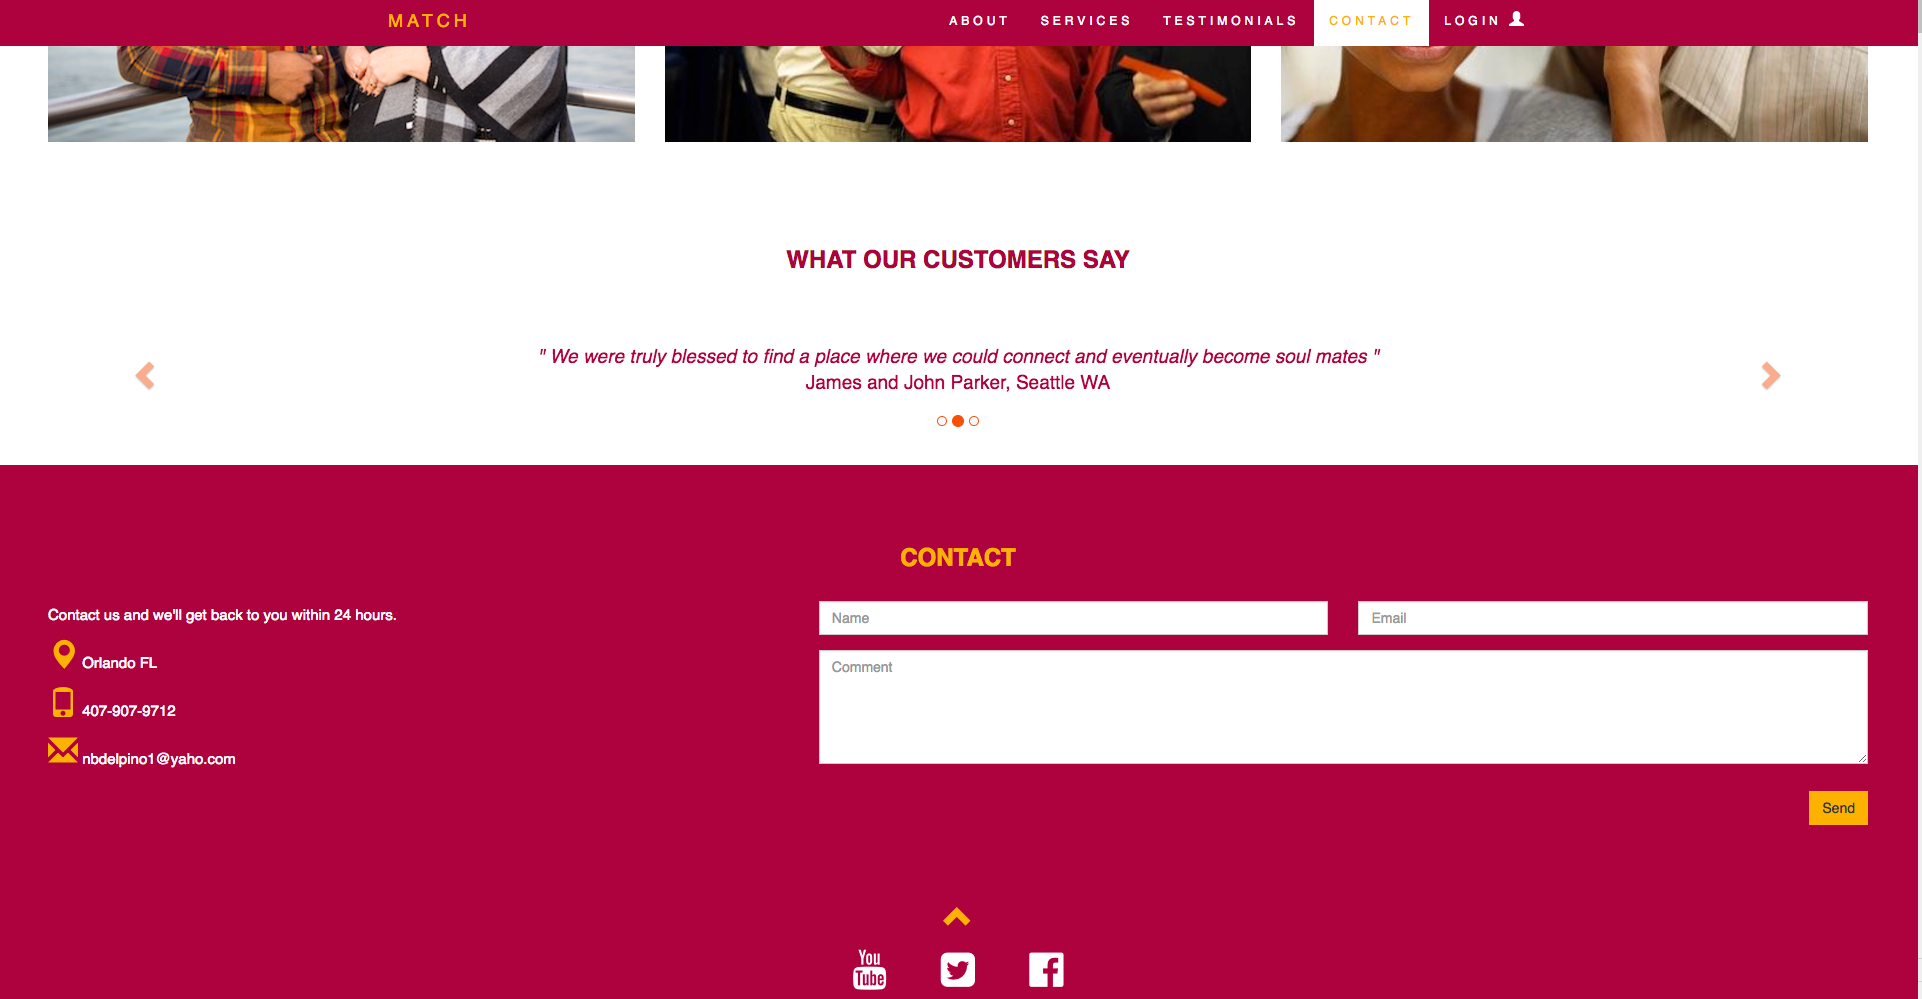 MATCH
ABOUT SERVICES TESTIMONIALS CONTACT LOGIN
WHAT OUR CUSTOMERS SAY
" We were truly blessed to find a place where we could connect and eventually become soul mates "
James and John Parker, Seattle WA
CONTACT
Contact us and we'll get back to you within 24 hours.
Orlando FL
407-907-9712
nbdelpino1@yaho.com
Name
Email
Comment
Send
You
Tube